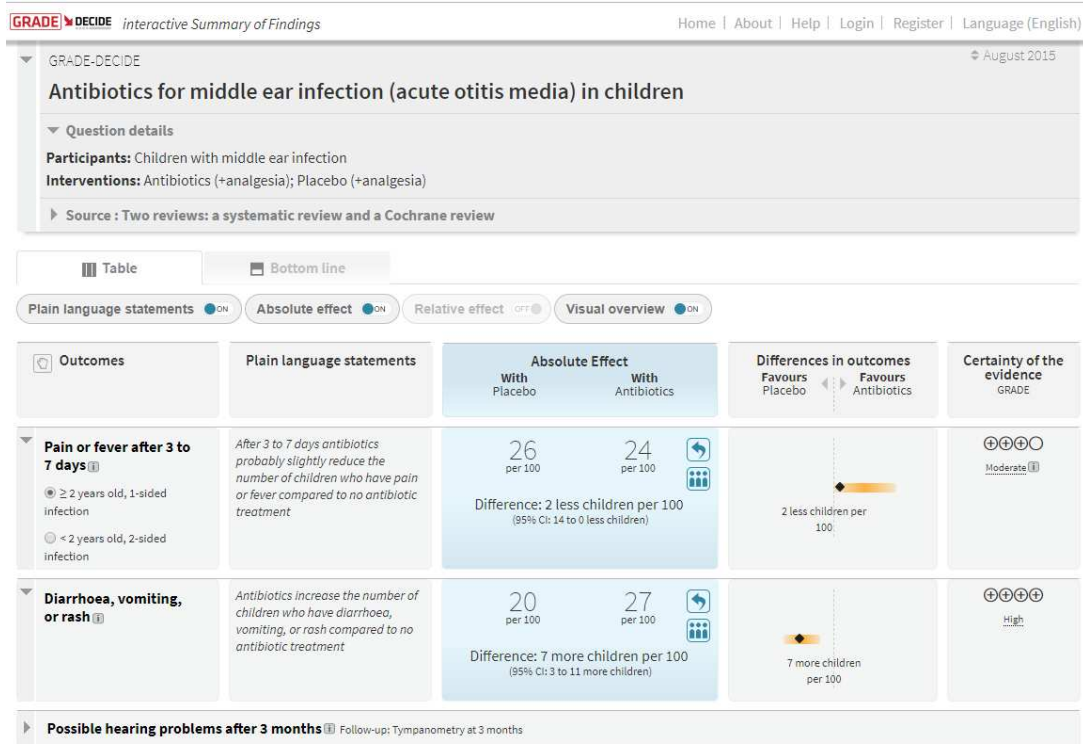 GRADE DECIDE interactive Summary of Findings
Home | About | Help | Login | Register | Language (English)
GRADE-DECIDE
August 2015
Antibiotics for middle ear infection (acute otitis media) in children
Question details
Participants: Children with middle ear infection
Interventions: Antibiotics (+analgesia); Placebo (+analgesia)
Source : Two reviews: a systematic review and a Cochrane review
Table
Bottom line
Plain language statements ON
Absolute effect ON
Relative effect OFF
Visual overview ON
Outcomes
Plain language statements
Absolute Effect
With
Placebo
With
Antibiotics
Differences in outcomes
Favours
Placebo
Favours
Antibiotics
Certainty of the
evidence
GRADE
Pain or fever after 3 to
7 days
≥ 2 years old, 1-sided
infection
< 2 years old, 2-sided
infection
After 3 to 7 days antibiotics
probably slightly reduce the
number of children who have pain
or fever compared to no antibiotic
treatment
26
per 100
24
per 100
Difference: 2 less children per 100
(95% CI: 14 to 0 less children)
2 less children per
100
Moderate
Diarrhoea, vomiting,
or rash
Antibiotics increase the number of
children who have diarrhoea,
vomiting, or rash compared to no
antibiotic treatment
20
per 100
27
per 100
Difference: 7 more children per 100
(95% CI: 3 to 11 more children)
7 more children
per 100
High
Possible hearing problems after 3 months Follow-up: Tympanometry at 3 months